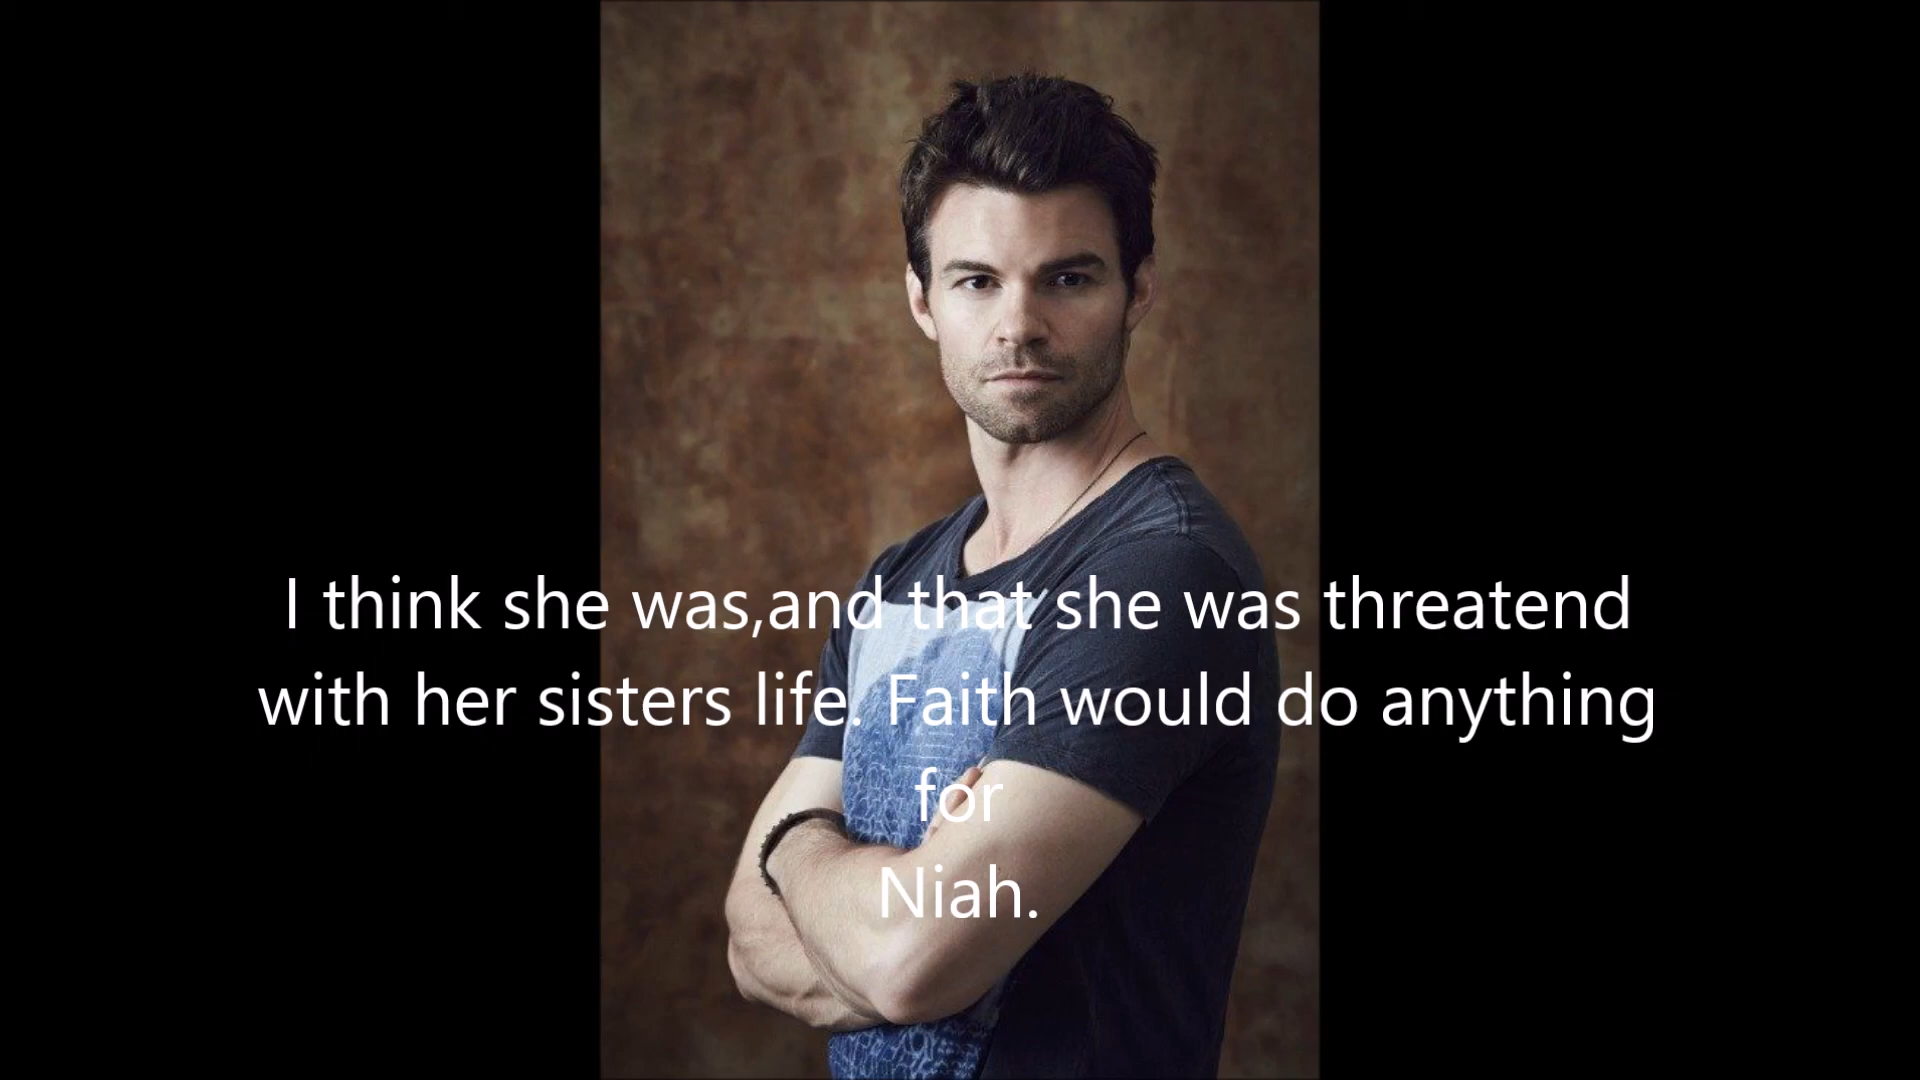 I think she was,and that she was threatend
with her sisters life. Faith would do anything
for
Niah.